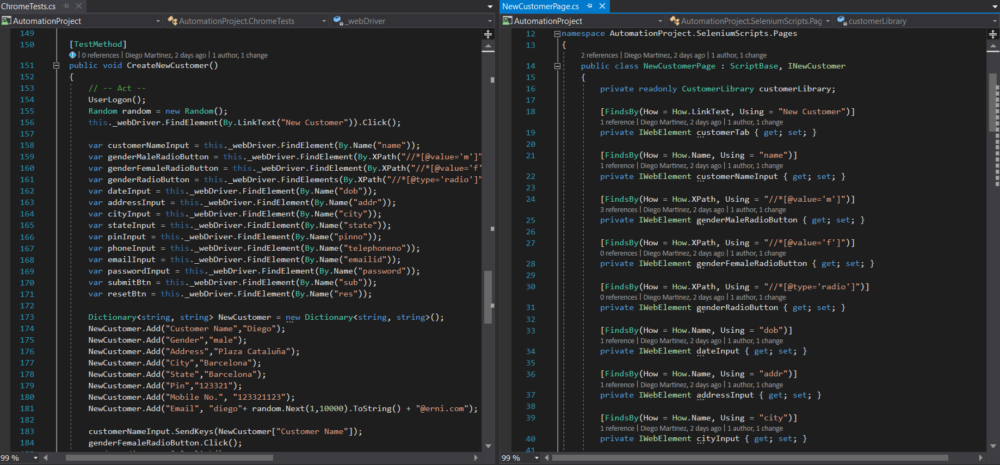 ChromeTests.cs
AutomationProject
AutomationProject.ChromeTests
_webDriver
149
150 [TestMethod]
0 references | Diego Martinez, 2 days ago | 1 author, 1 change
151 public void CreateNewCustomer()
152 {
153 // -- Act --
154 UserLogon();
155 Random random = new Random();
156 this._webDriver.FindElement(By.LinkText("New Customer")).Click();
157
158 var customerNameInput = this._webDriver.FindElement(By.Name("name"));
159 var genderMaleRadioButton = this._webDriver.FindElement(By.XPath("//*[@value='m']"
160 var genderFemaleRadioButton = this._webDriver.FindElement(By.XPath("//*[@value='f'
161 var genderRadioButton = this._webDriver.FindElements(By.XPath("//*[@type='radio']"
162 var dateInput = this._webDriver.FindElement(By.Name("dob"));
163 var addressInput = this._webDriver.FindElement(By.Name("addr"));
164 var cityInput = this._webDriver.FindElement(By.Name("city"));
165 var stateInput = this._webDriver.FindElement(By.Name("state"));
166 var pinInput = this._webDriver.FindElement(By.Name("pinno"));
167 var phoneInput = this._webDriver.FindElement(By.Name("telephoneno"));
168 var emailInput = this._webDriver.FindElement(By.Name("emailid"));
169 var passwordInput = this._webDriver.FindElement(By.Name("password"));
170 var submitBtn = this._webDriver.FindElement(By.Name("sub"));
171 var resetBtn = this._webDriver.FindElement(By.Name("res"));
172
173 Dictionary<string, string> NewCustomer = new Dictionary<string, string>();
174 NewCustomer.Add("Customer Name","Diego");
175 NewCustomer.Add("Gender","male");
176 NewCustomer.Add("Address","Plaza Cataluña");
177 NewCustomer.Add("City","Barcelona");
178 NewCustomer.Add("State","Barcelona");
179 NewCustomer.Add("Pin","123321");
180 NewCustomer.Add("Mobile No.", "123321123");
181 NewCustomer.Add("Email", "diego"+ random.Next(1,10000).ToString() + "@erni.com");
182
183 customerNameInput.SendKeys(NewCustomer["Customer Name"]);
184 genderFemaleRadioButton.Click();
99 %
NewCustomerPage.cs
AutomationProject
AutomationProject.SeleniumScripts.Pag
customerLibrary
12 namespace AutomationProject.SeleniumScripts.Pages
13 {
2 references | Diego Martinez, 2 days ago | 1 author, 1 change
14 public class NewCustomerPage : ScriptBase, INewCustomer
15 {
16 private readonly CustomerLibrary customerLibrary;
17
18 [FindsBy(How = How.LinkText, Using = "New Customer")]
1 reference | Diego Martinez, 2 days ago | 1 author, 1 change
19 private IWebElement customerTab { get; set; }
20
21 [FindsBy(How = How.Name, Using = "name")]
1 reference | Diego Martinez, 2 days ago | 1 author, 1 change
22 private IWebElement customerNameInput { get; set; }
23
24 [FindsBy(How = How.XPath, Using = "//*[@value='m']")]
3 references | Diego Martinez, 2 days ago | 1 author, 1 change
25 private IWebElement genderMaleRadioButton { get; set; }
26
27 [FindsBy(How = How.XPath, Using = "//*[@value='f']")]
0 references | Diego Martinez, 2 days ago | 1 author, 1 change
28 private IWebElement genderFemaleRadioButton { get; set; }
29
30 [FindsBy(How = How.XPath, Using = "//*[@type='radio']")]
0 references | Diego Martinez, 2 days ago | 1 author, 1 change
31 private IWebElement genderRadioButton { get; set; }
32
33 [FindsBy(How = How.Name, Using = "dob")]
1 reference | Diego Martinez, 2 days ago | 1 author, 1 change
34 private IWebElement dateInput { get; set; }
35
36 [FindsBy(How = How.Name, Using = "addr")]
1 reference | Diego Martinez, 2 days ago | 1 author, 1 change
37 private IWebElement addressInput { get; set; }
38
39 [FindsBy(How = How.Name, Using = "city")]
1 reference | Diego Martinez, 2 days ago | 1 author, 1 change
40 private IWebElement cityInput { get; set; }
41
99 %